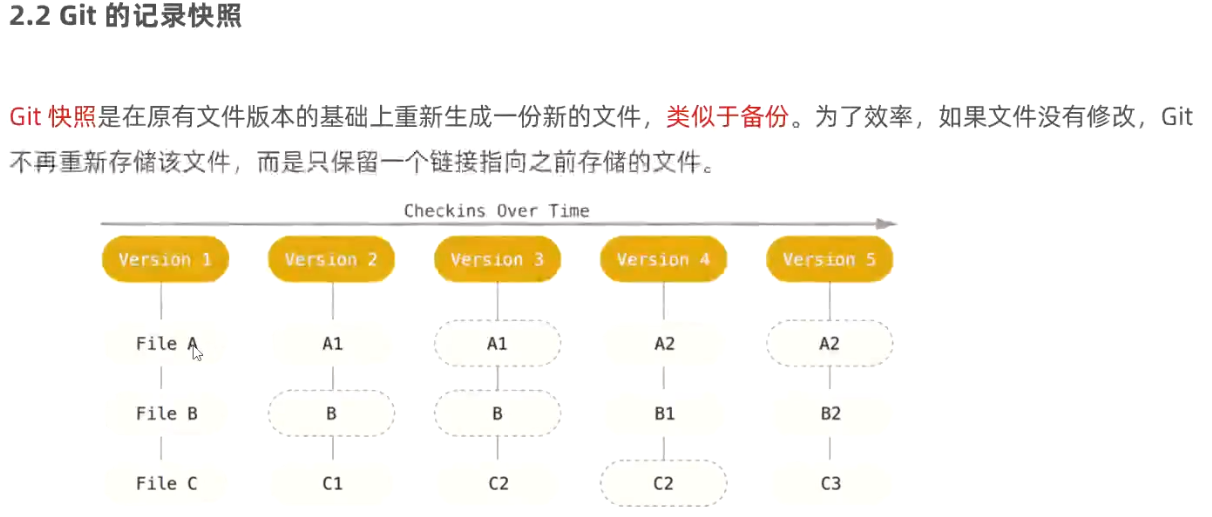 2.2 Git 的记录快照
Git 快照是在原有文件版本的基础上重新生成一份新的文件，类似于备份。为了效率，如果文件没有修改，Git
不再重新存储该文件，而是只保留一个链接指向之前存储的文件。
Checkins Over Time
Version 1 Version 2 Version 3 Version 4 Version 5
File A A1 A1 A2 A2
File B B B B1 B2
File C C1 C2 C2 C3